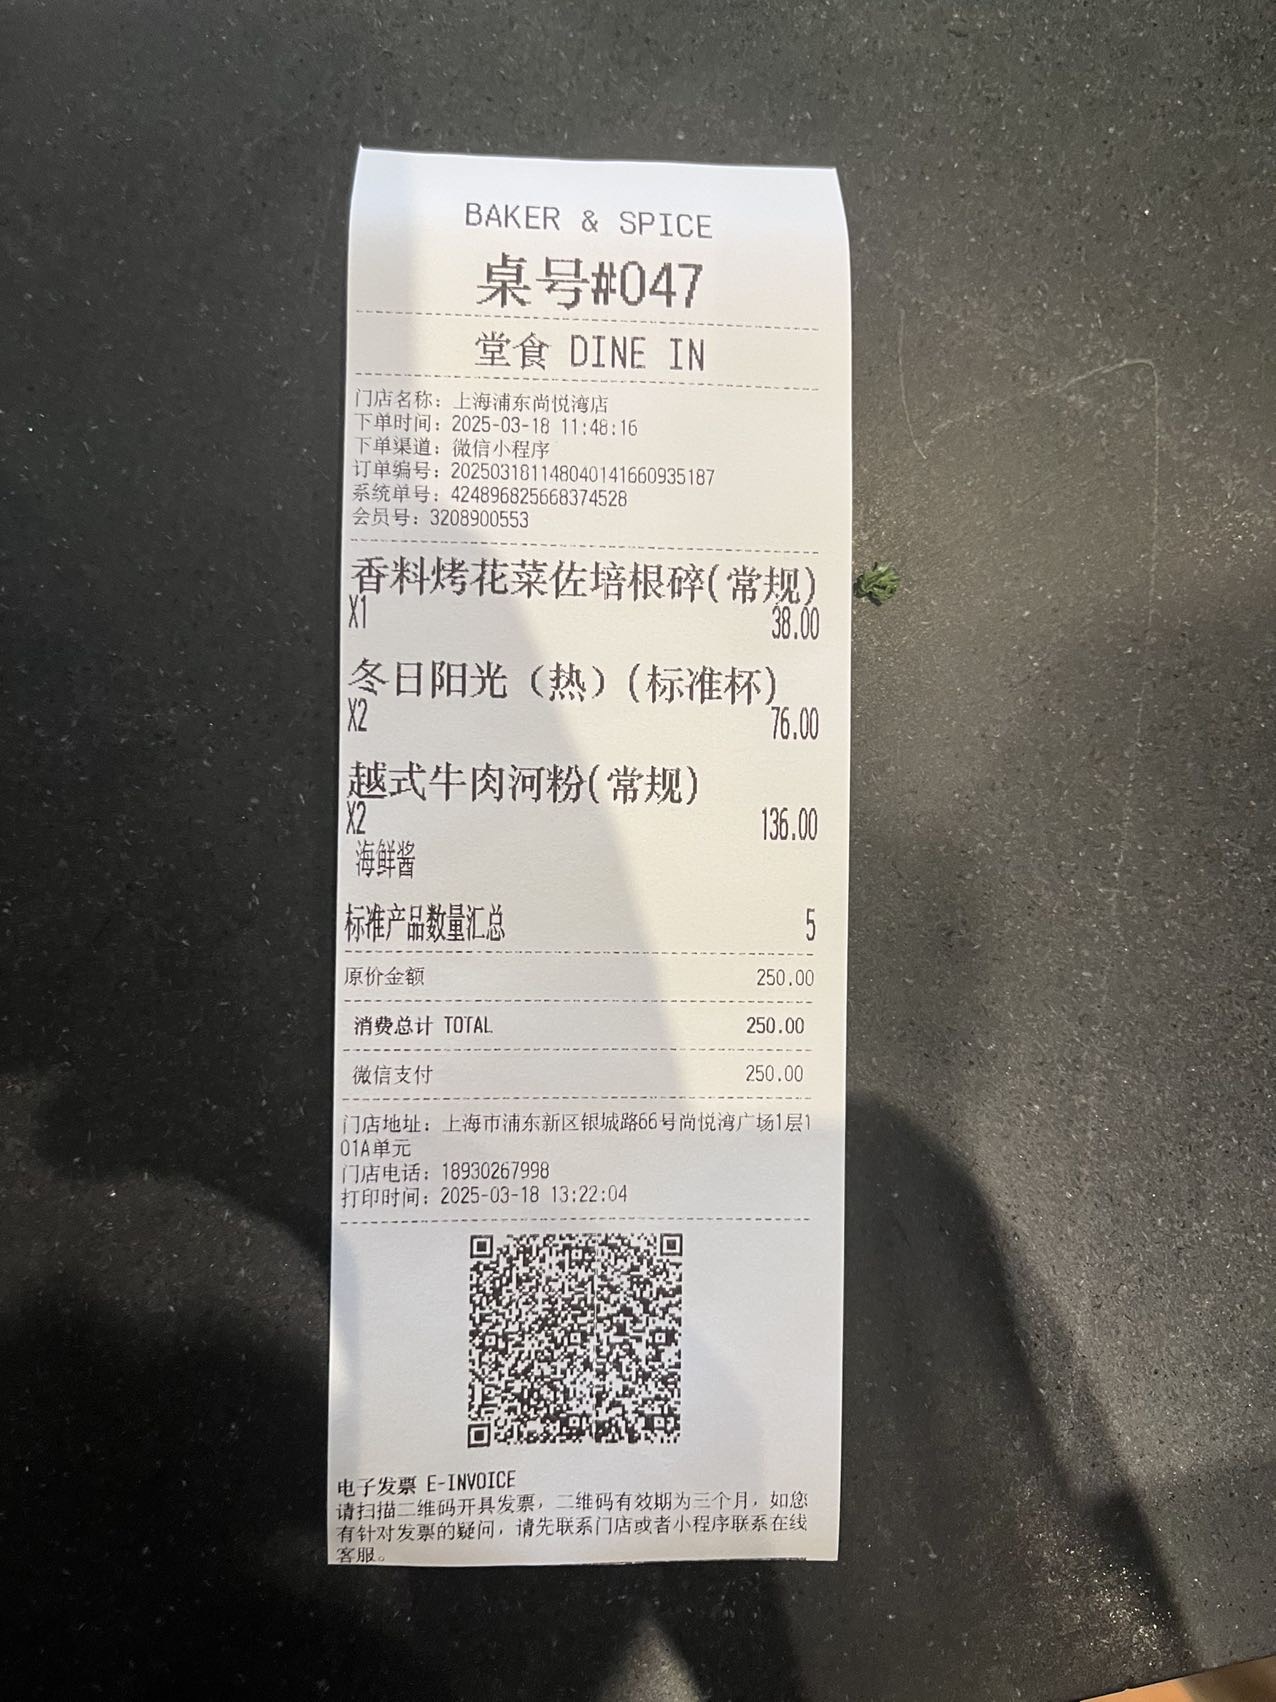 BAKER & SPICE
桌号#047
堂食 DINE IN
门店名称：上海浦东尚悦湾店
下单时间：2025-03-18 11:48:16
下单渠道：微信小程序
订单编号：202503181148040141660935187
系统单号：424896825668374528
会员号：3208900553
香料烤花菜佐培根碎(常规)
X1 38.00
冬日阳光（热）(标准杯)
X2 76.00
越式牛肉河粉(常规)
X2 136.00
海鲜酱
标准产品数量汇总 5
原价金额 250.00
消费总计 TOTAL 250.00
微信支付 250.00
门店地址：上海市浦东新区银城路66号尚悦湾广场1层1
01A单元
门店电话：18930267998
打印时间：2025-03-18 13:22:04
电子发票 E-INVOICE
请扫描二维码开具发票，二维码有效期为三个月，如您
有针对发票的疑问，请先联系门店或者小程序联系在线
客服。